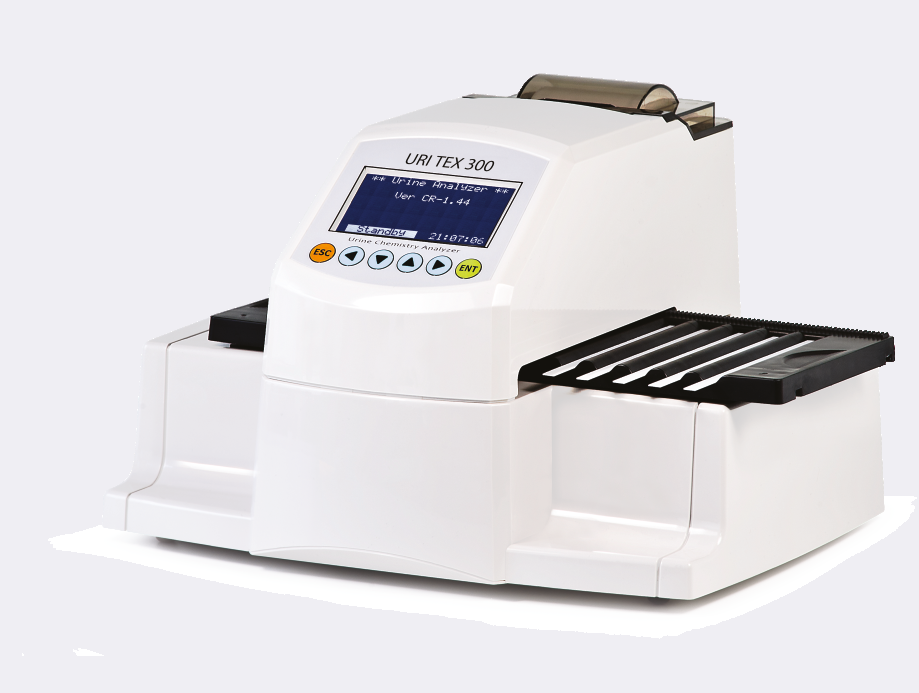 URI TEX 300
** Urine Analyzer **
Ver CR-1.44
Standby 21:07:06
Urine Chemistry Analyzer
ESC ENT